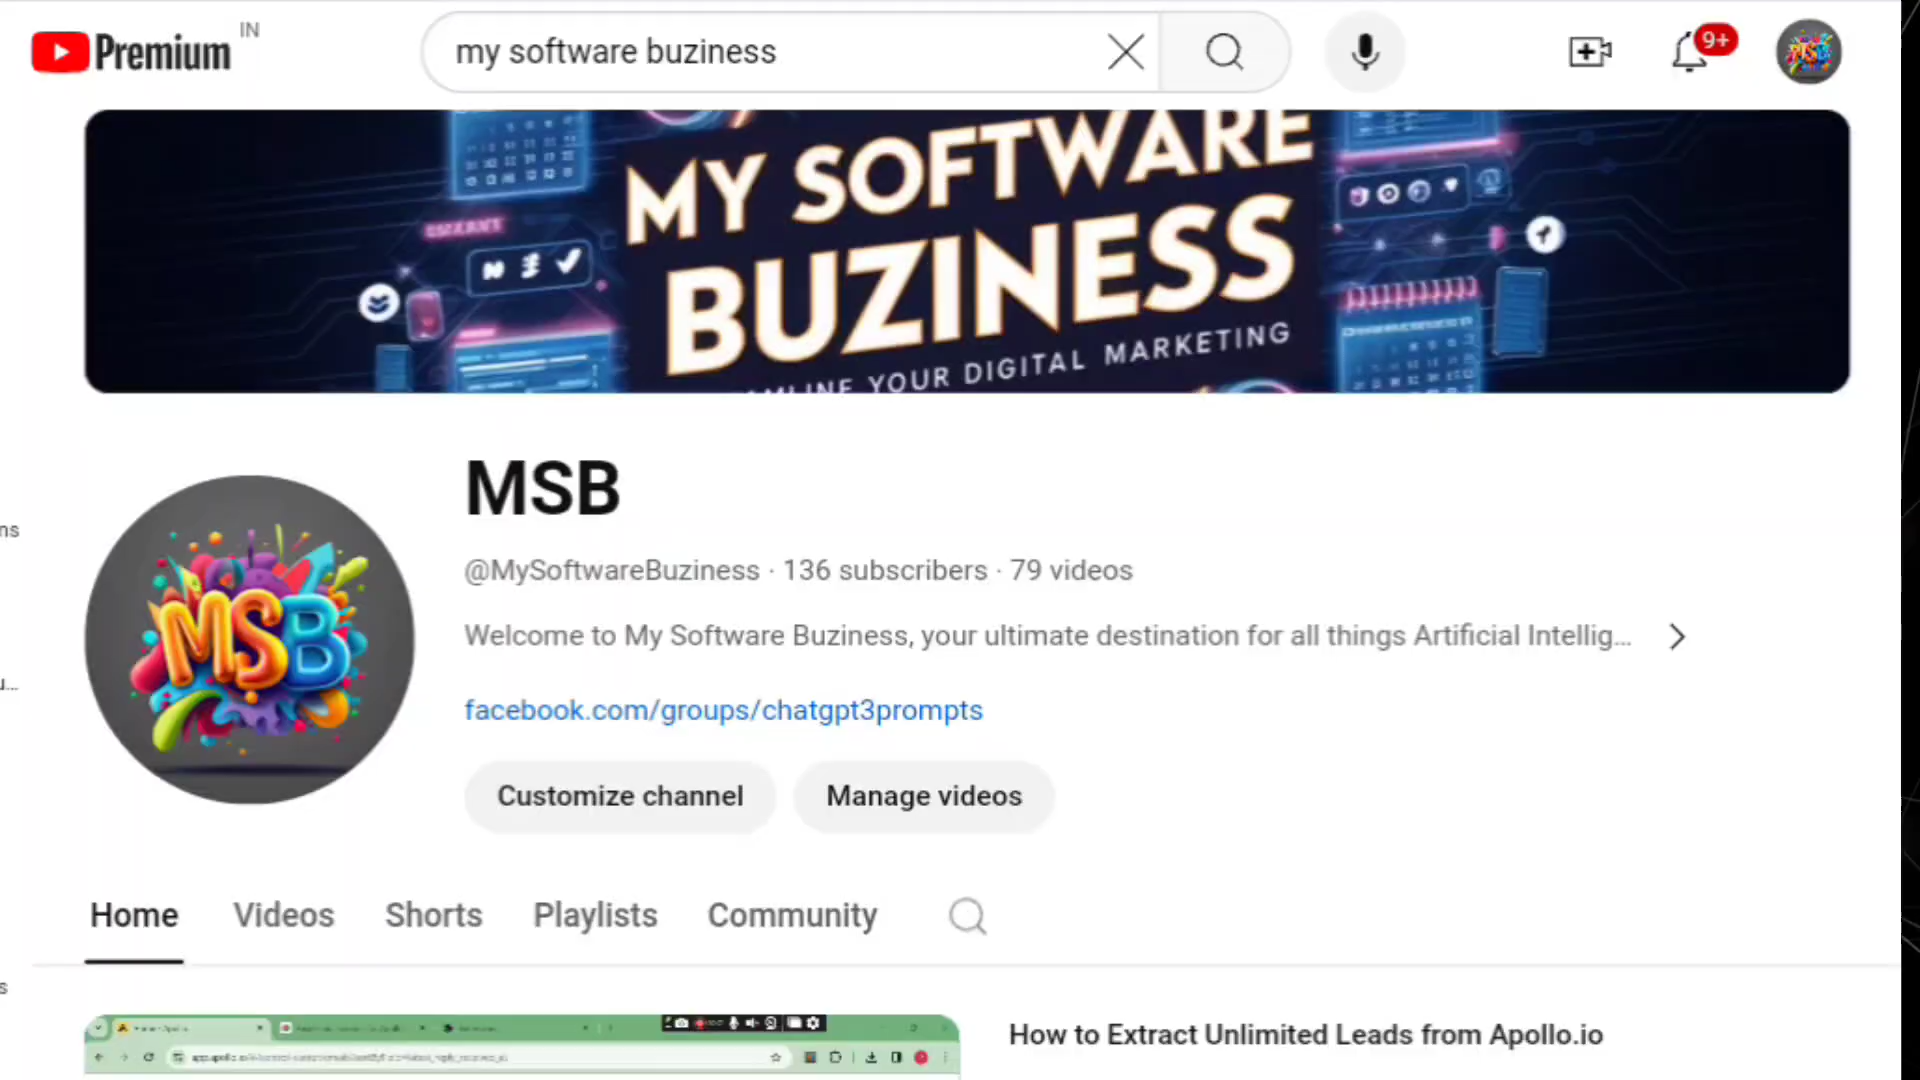 Premium IN
my software buziness
9+
MY SOFTWARE
BUZINESS
YOUR DIGITAL MARKETING
MSB
@MySoftwareBuziness · 136 subscribers · 79 videos
Welcome to My Software Buziness, your ultimate destination for all things Artificial Intellig...
facebook.com/groups/chatgpt3prompts
MSB
Customize channel
Manage videos
Home
Videos
Shorts
Playlists
Community
How to Extract Unlimited Leads from Apollo.io